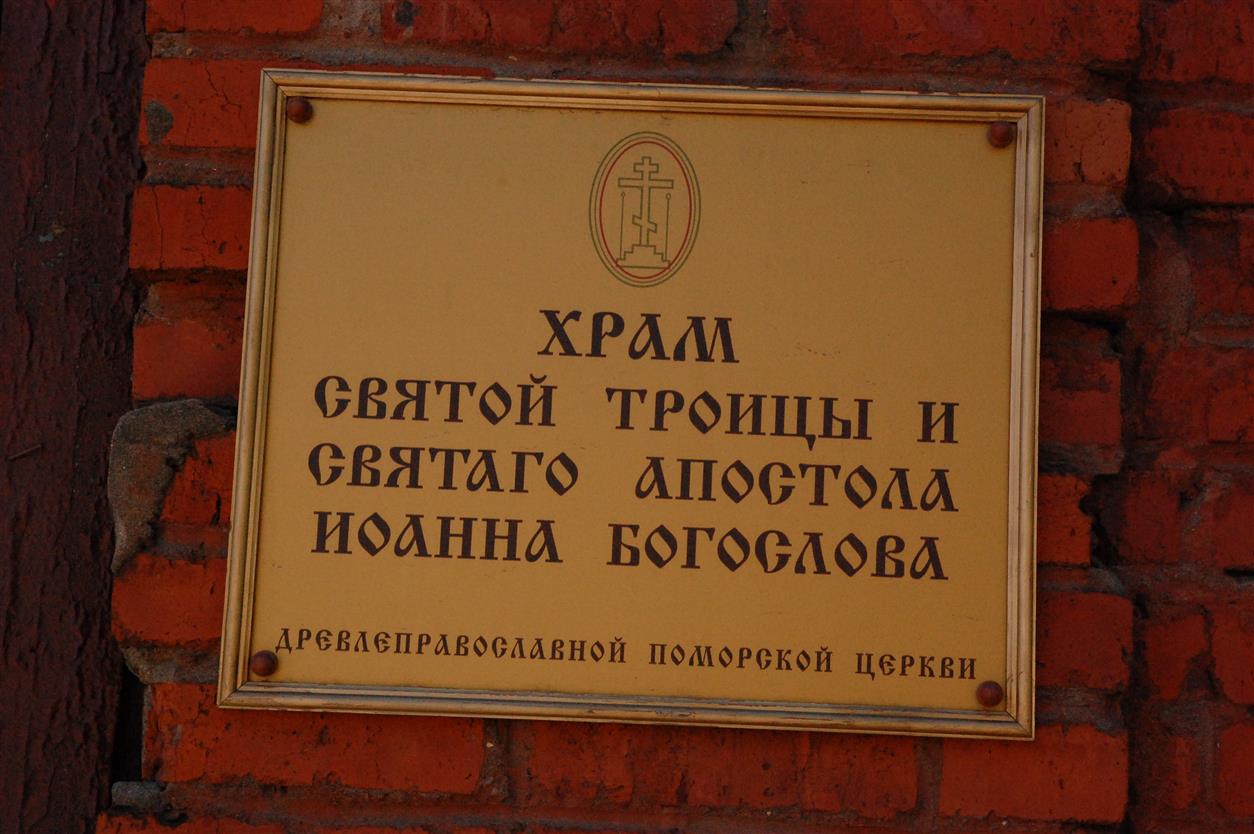 ХРАМ
СВЯТОЙ ТРОИЦЫ И
СВЯТАГО АПОСТОЛА
ИОАННА БОГОСЛОВА
ДРЕВЛЕПРАВОСЛАВНОЙ ПОМОРСКОЙ ЦЕРКВИ